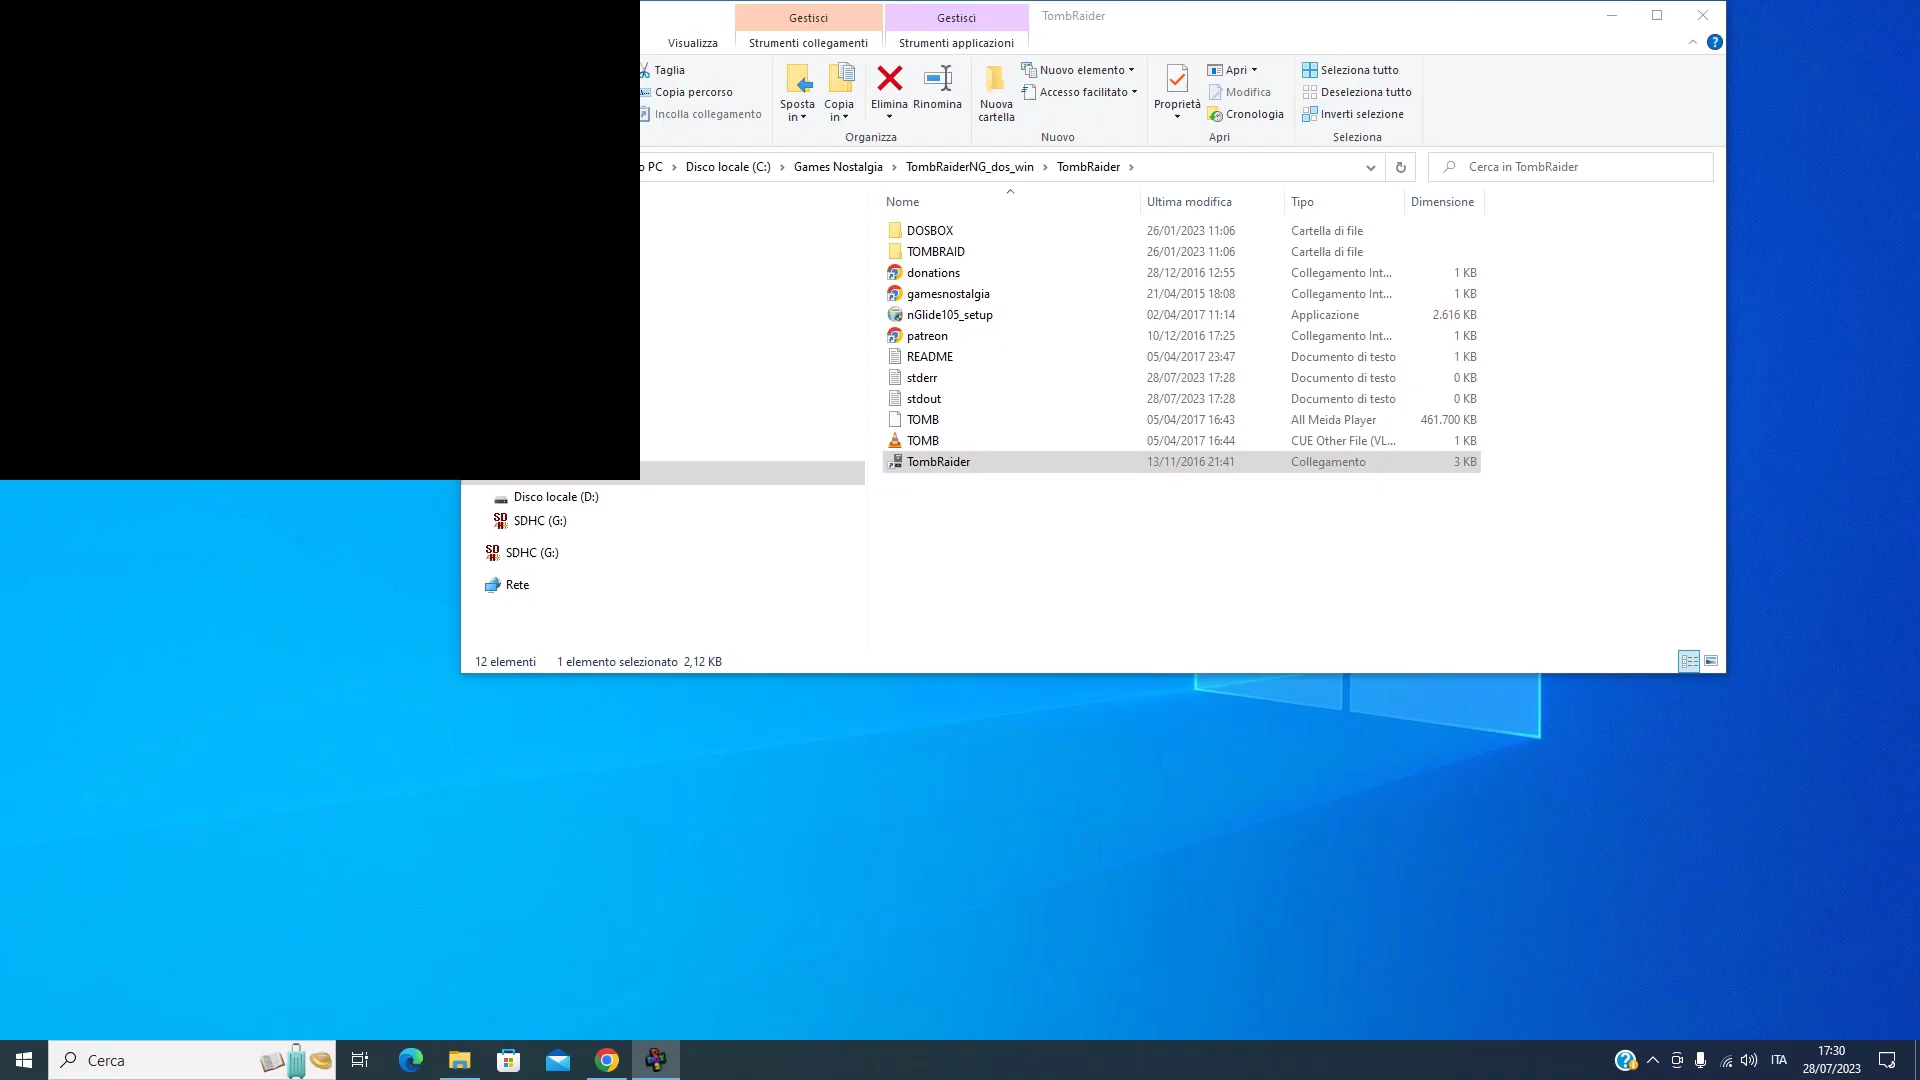 Gestisci
Gestisci
TombRaider
Visualizza
Strumenti collegamenti
Strumenti applicazioni
Taglia
Copia percorso
Incolla collegamento
Sposta in
Copia in
Elimina
Rinomina
Organizza
Nuova cartella
Nuovo elemento
Accesso facilitato
Nuovo
Proprietà
Apri
Modifica
Cronologia
Apri
Seleziona tutto
Deseleziona tutto
Inverti selezione
Seleziona
o PC > Disco locale (C:) > Games Nostalgia > TombRaiderNG_dos_win > TombRaider >
Cerca in TombRaider
Nome Ultima modifica Tipo Dimensione
DOSBOX 26/01/2023 11:06 Cartella di file
TOMBRAID 26/01/2023 11:06 Cartella di file
donations 28/12/2016 12:55 Collegamento Int... 1 KB
gamesnostalgia 21/04/2015 18:08 Collegamento Int... 1 KB
nGlide105_setup 02/04/2017 11:14 Applicazione 2.616 KB
patreon 10/12/2016 17:25 Collegamento Int... 1 KB
README 05/04/2017 23:47 Documento di testo 1 KB
stderr 28/07/2023 17:28 Documento di testo 0 KB
stdout 28/07/2023 17:28 Documento di testo 0 KB
TOMB 05/04/2017 16:43 All Meida Player 461.700 KB
TOMB 05/04/2017 16:44 CUE Other File (VL... 1 KB
TombRaider 13/11/2016 21:41 Collegamento 3 KB
Disco locale (D:)
SDHC (G:)
SDHC (G:)
Rete
12 elementi 1 elemento selezionato 2,12 KB
Cerca
ITA
17:30
28/07/2023